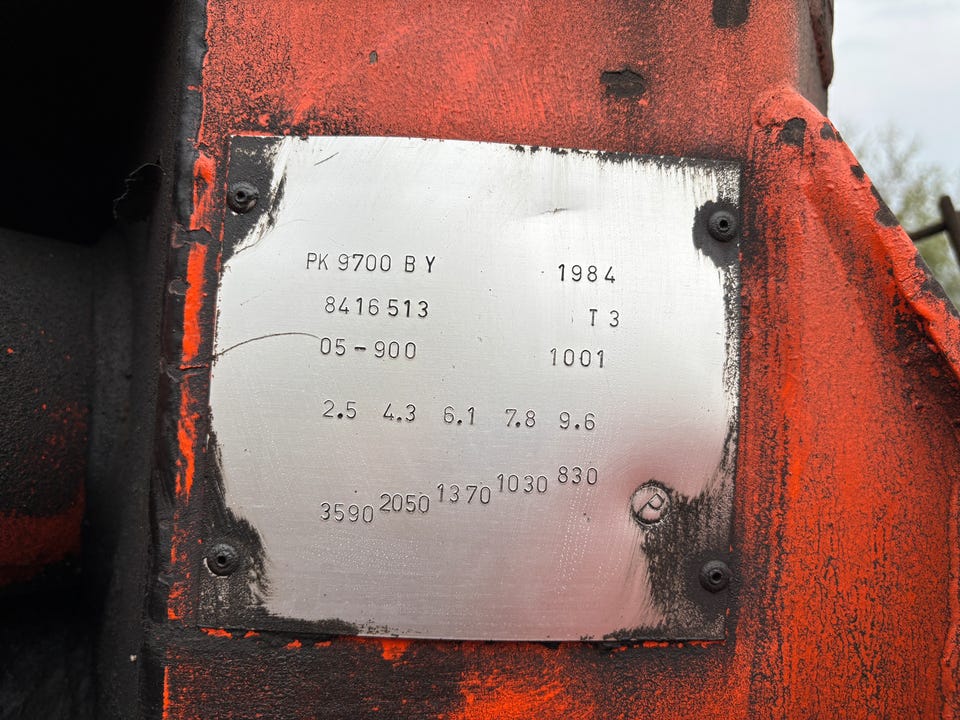 PK 9700 B Y 1984
8416513 T 3
05-900 1001
2.5 4.3 6.1 7.8 9.6
3590 2050 1370 1030 830